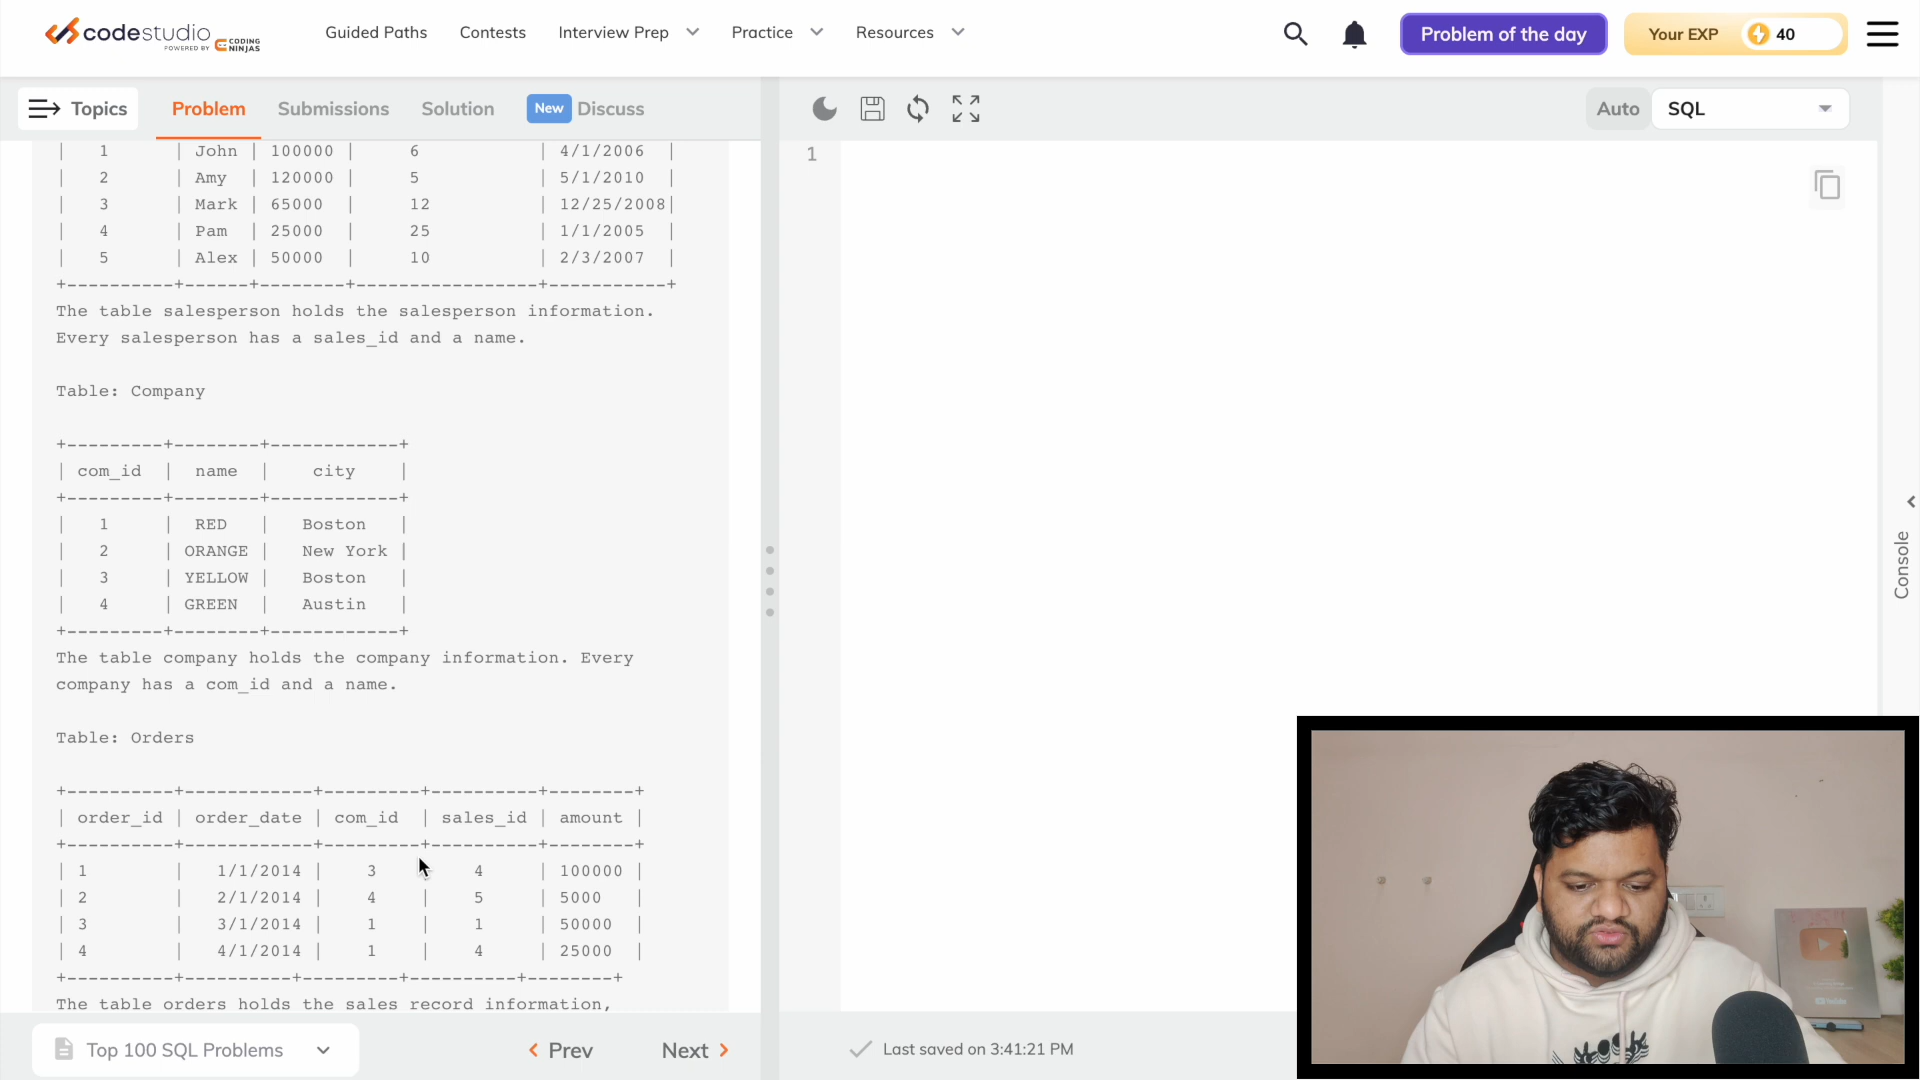 codestudio
POWERED BY CODING NINJAS
Guided Paths
Contests
Interview Prep
Practice
Resources
Problem of the day
Your EXP
40
Topics
Problem
Submissions
Solution
New
Discuss
Auto
SQL
| 1 | John | 100000 | 6 | 4/1/2006 |
| 2 | Amy | 120000 | 5 | 5/1/2010 |
| 3 | Mark | 65000 | 12 | 12/25/2008|
| 4 | Pam | 25000 | 25 | 1/1/2005 |
| 5 | Alex | 50000 | 10 | 2/3/2007 |
+----------+------+--------+-----------------+-----------+
The table salesperson holds the salesperson information.
Every salesperson has a sales_id and a name.
Table: Company
+---------+--------+------------+
| com_id | name | city |
+---------+--------+------------+
| 1 | RED | Boston |
| 2 | ORANGE | New York |
| 3 | YELLOW | Boston |
| 4 | GREEN | Austin |
+---------+--------+------------+
The table company holds the company information. Every
company has a com_id and a name.
Table: Orders
+----------+------------+---------+----------+--------+
| order_id | order_date | com_id | sales_id | amount |
+----------+------------+---------+----------+--------+
| 1 | 1/1/2014 | 3 | 4 | 100000 |
| 2 | 2/1/2014 | 4 | 5 | 5000 |
| 3 | 3/1/2014 | 1 | 1 | 50000 |
| 4 | 4/1/2014 | 1 | 4 | 25000 |
+----------+----------+---------+----------+--------+
The table orders holds the sales record information,
1
Console
Top 100 SQL Problems
Prev
Next
Last saved on 3:41:21 PM
YouTube